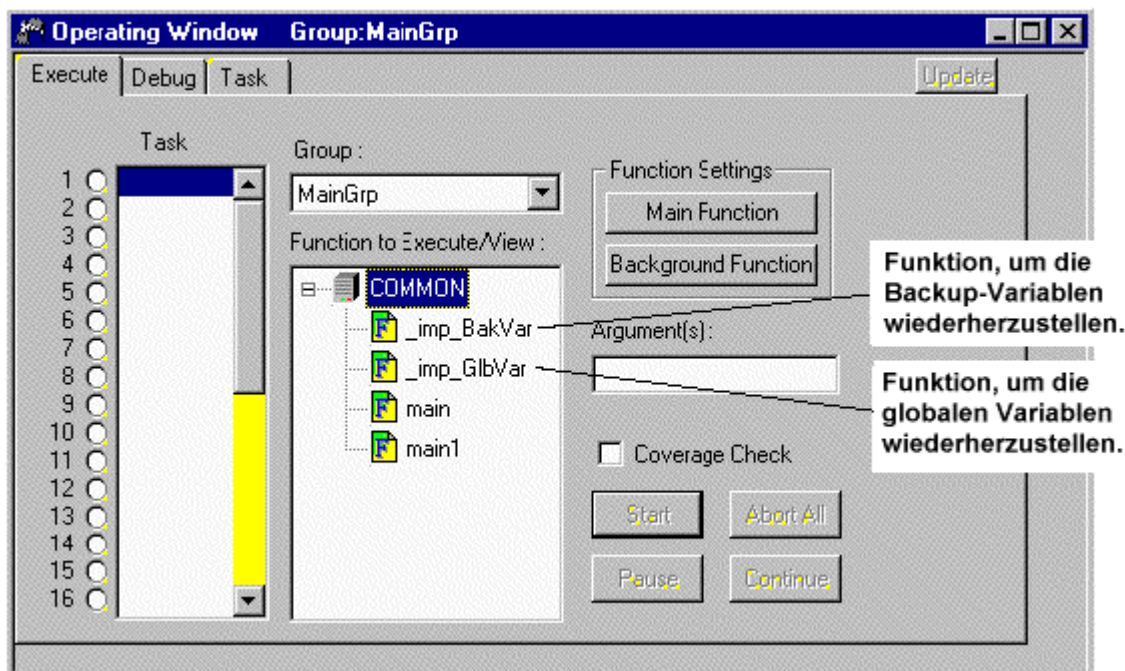 Operating Window Group:MainGrp
Execute Debug Task Update
Task
1
2
3
4
5
6
7
8
9
10
11
12
13
14
15
16
Group :
MainGrp
Function to Execute/View :
COMMON
_imp_BakVar
_imp_GlbVar
main
main1
Function Settings
Main Function
Background Function
Argument(s):
Coverage Check
Start Abort All
Pause Continue
Funktion, um die
Backup-Variablen
wiederherzustellen.
Funktion, um die
globalen Variablen
wiederherzustellen.